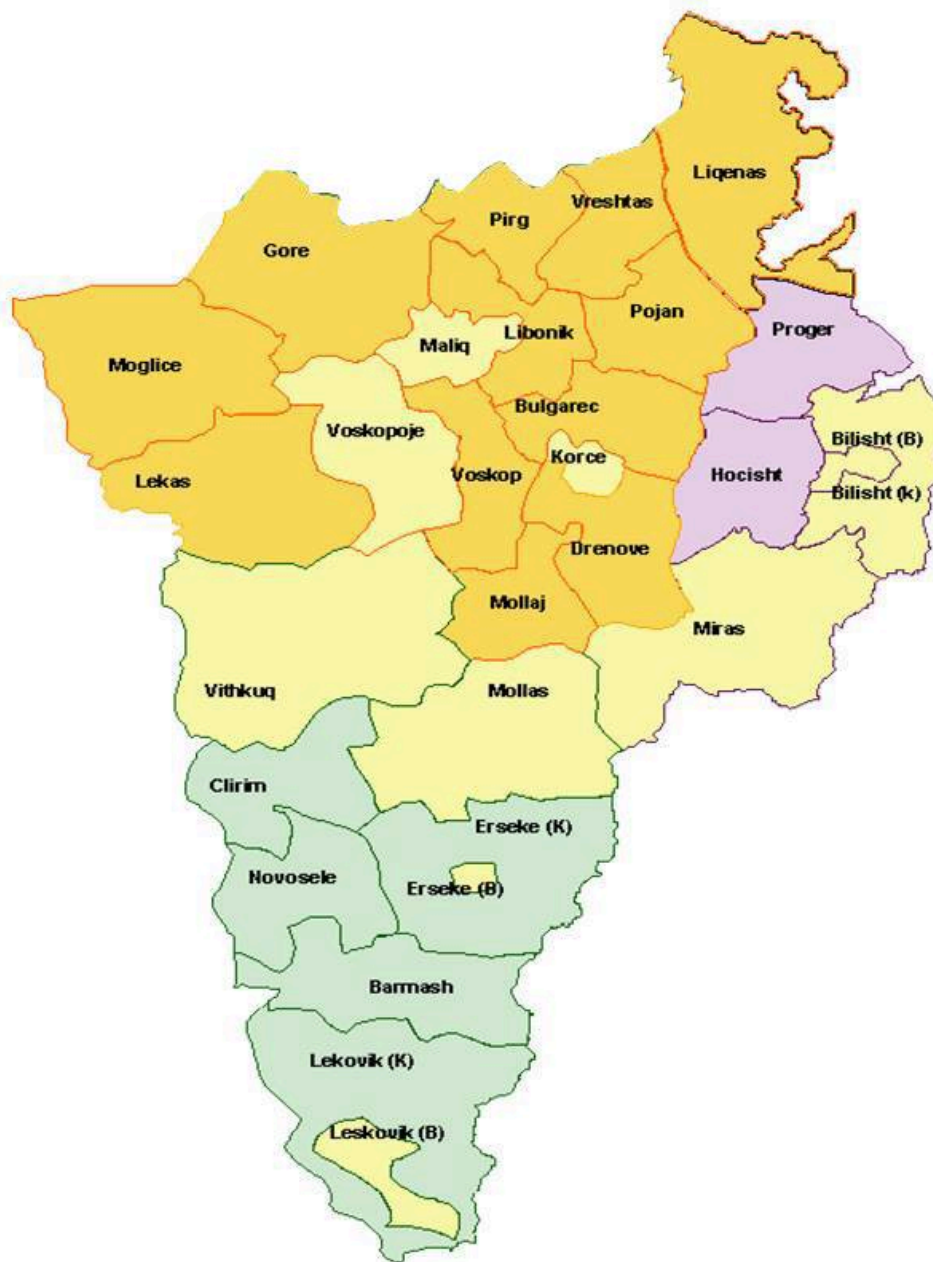 Liqenas
Vreshtas
Pirg
Gore
Pojan
Proger
Libonik
Maliq
Moglice
Bulgarec
Voskopoje
Bilisht (B)
Korce
Voskop
Hocisht
Lekas
Bilisht (k)
Drenove
Mollaj
Miras
Vithkuq
Mollas
Clirim
Erseke (K)
Novosele
Erseke (B)
Barmash
Lekovik (K)
Leskovik (B)